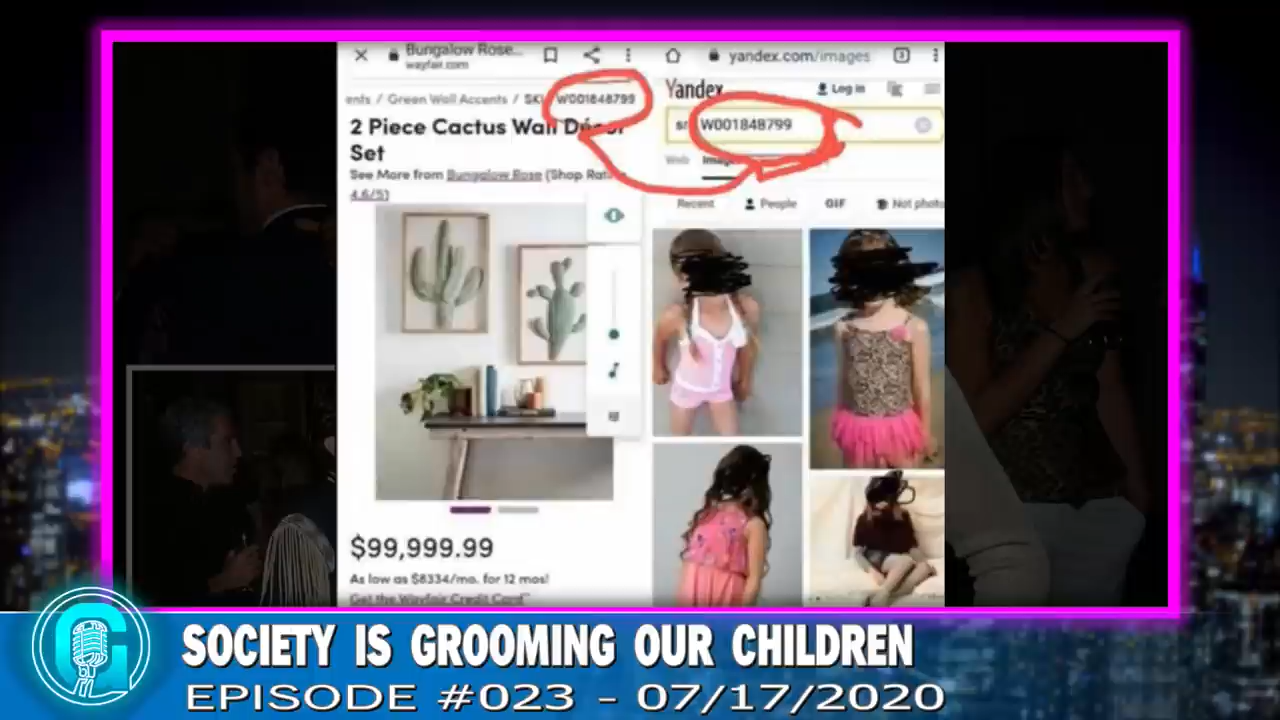 Bungalow Rose...
wayfair.com
ents / Green Wall Accents / SKU W001848799
2 Piece Cactus Wall Décor
Set
See More from Bungalow Rose (Shop Rating
4.6/5)
$99,999.99
As low as $8334/mo. for 12 mos!
Get the Wayfair Credit Card
yandex.com/images
3
Yandex
Log in
W001848799
Web
Recent People GIF Not photo
SOCIETY IS GROOMING OUR CHILDREN
EPISODE #023 - 07/17/2020
G